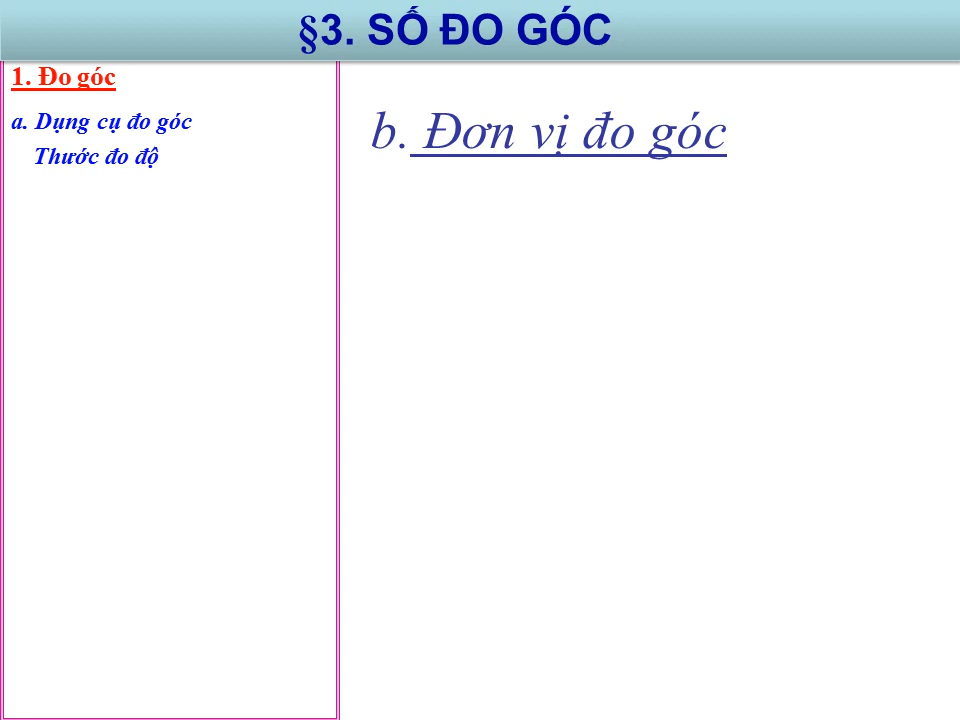 §3. SỐ ĐO GÓC
1. Đo góc
a. Dụng cụ đo góc
Thước đo độ
b. Đơn vị đo góc